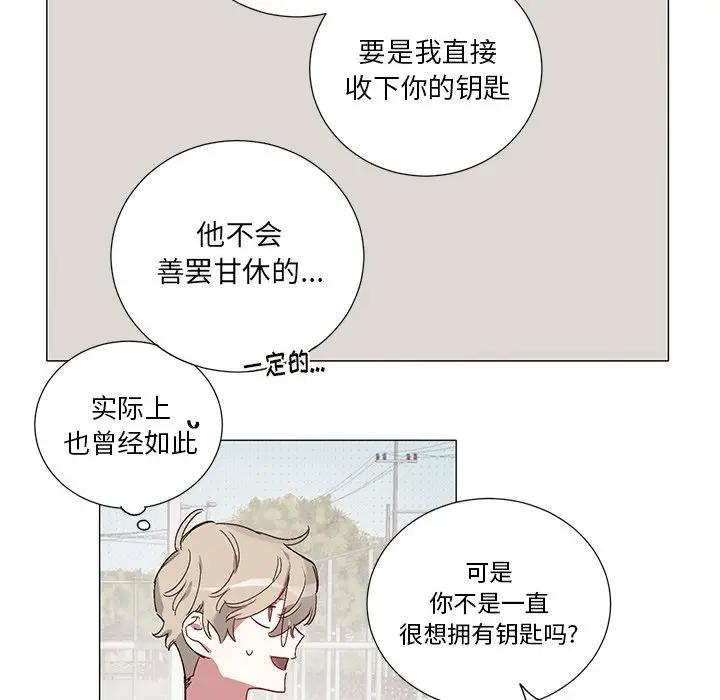 要是我直接
收下你的钥匙
他不会
善罢甘休的…
一定的…
实际上
也曾经如此
可是
你不是一直
很想拥有钥匙吗?